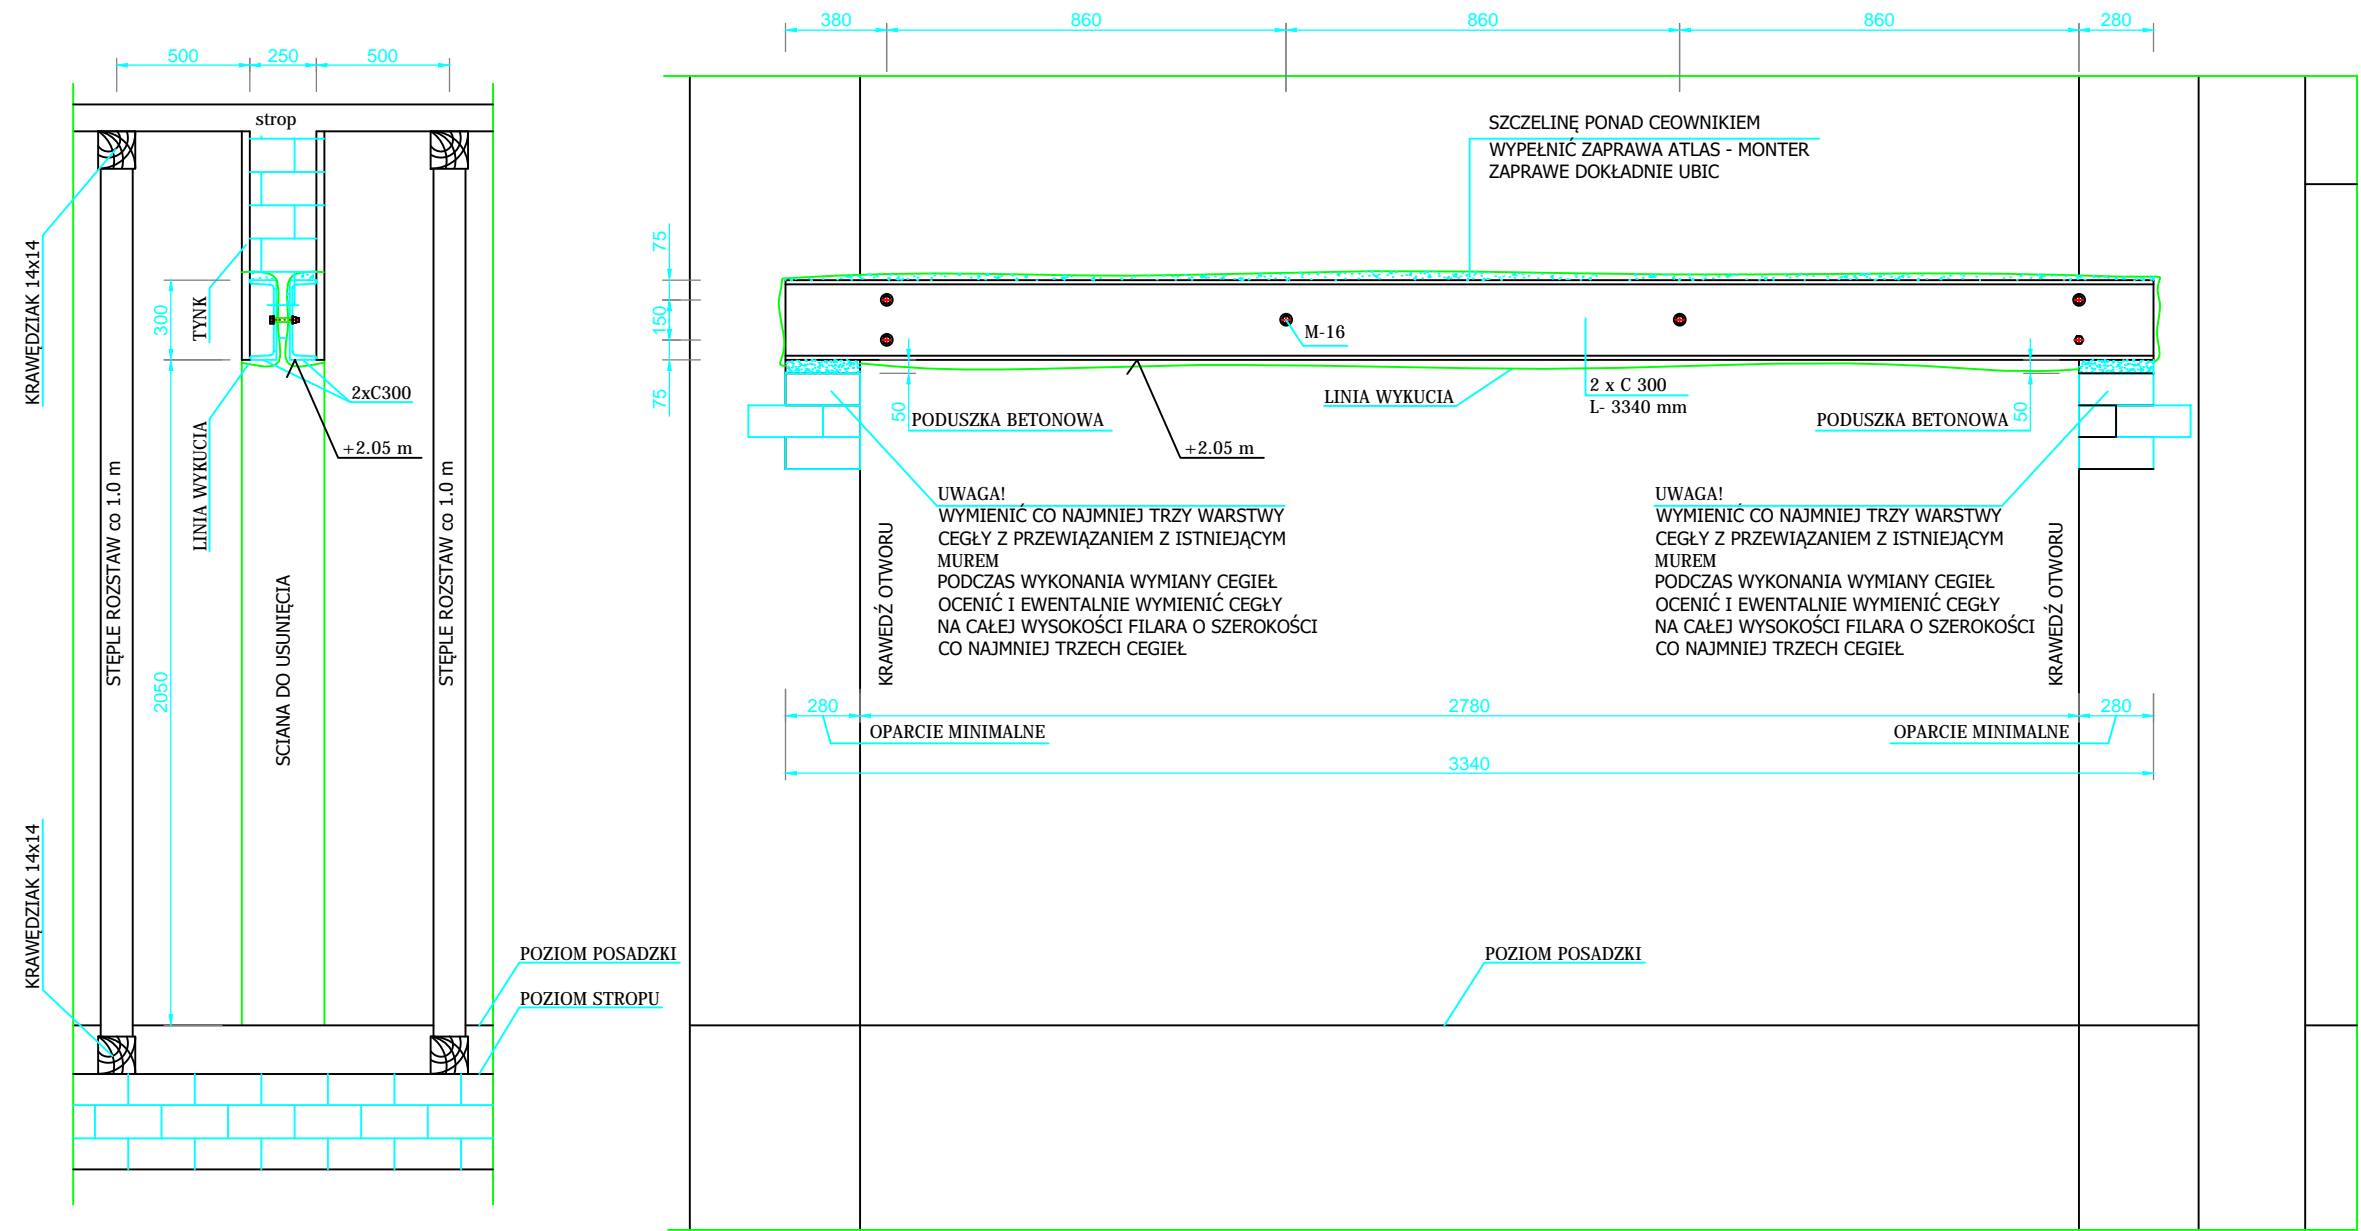 500
250
500
strop
KRAWĘDZIAK 14x14
TYNK
300
2xC300
+2.05 m
LINIA WYKUCIA
STĘPLE ROZSTAW co 1.0 m
STĘPLE ROZSTAW co 1.0 m
SCIANA DO USUNIĘCIA
2050
KRAWĘDZIAK 14x14
POZIOM POSADZKI
POZIOM STROPU
380
860
860
860
280
SZCZELINĘ PONAD CEOWNIKIEM
WYPEŁNIĆ ZAPRAWA ATLAS - MONTER
ZAPRAWE DOKŁADNIE UBIC
75
150
75
M-16
2 x C 300
L- 3340 mm
LINIA WYKUCIA
50
PODUSZKA BETONOWA
PODUSZKA BETONOWA
50
+2.05 m
UWAGA!
WYMIENIĆ CO NAJMNIEJ TRZY WARSTWY
CEGŁY Z PRZEWIĄZANIEM Z ISTNIEJĄCYM
MUREM
PODCZAS WYKONANIA WYMIANY CEGIEŁ
OCENIĆ I EWENTALNIE WYMIENIĆ CEGŁY
NA CAŁEJ WYSOKOŚCI FILARA O SZEROKOŚCI
CO NAJMNIEJ TRZECH CEGIEŁ
UWAGA!
WYMIENIĆ CO NAJMNIEJ TRZY WARSTWY
CEGŁY Z PRZEWIĄZANIEM Z ISTNIEJĄCYM
MUREM
PODCZAS WYKONANIA WYMIANY CEGIEŁ
OCENIĆ I EWENTALNIE WYMIENIĆ CEGŁY
NA CAŁEJ WYSOKOŚCI FILARA O SZEROKOŚCI
CO NAJMNIEJ TRZECH CEGIEŁ
KRAWEDŹ OTWORU
KRAWEDŹ OTWORU
280
2780
280
OPARCIE MINIMALNE
OPARCIE MINIMALNE
3340
POZIOM POSADZKI